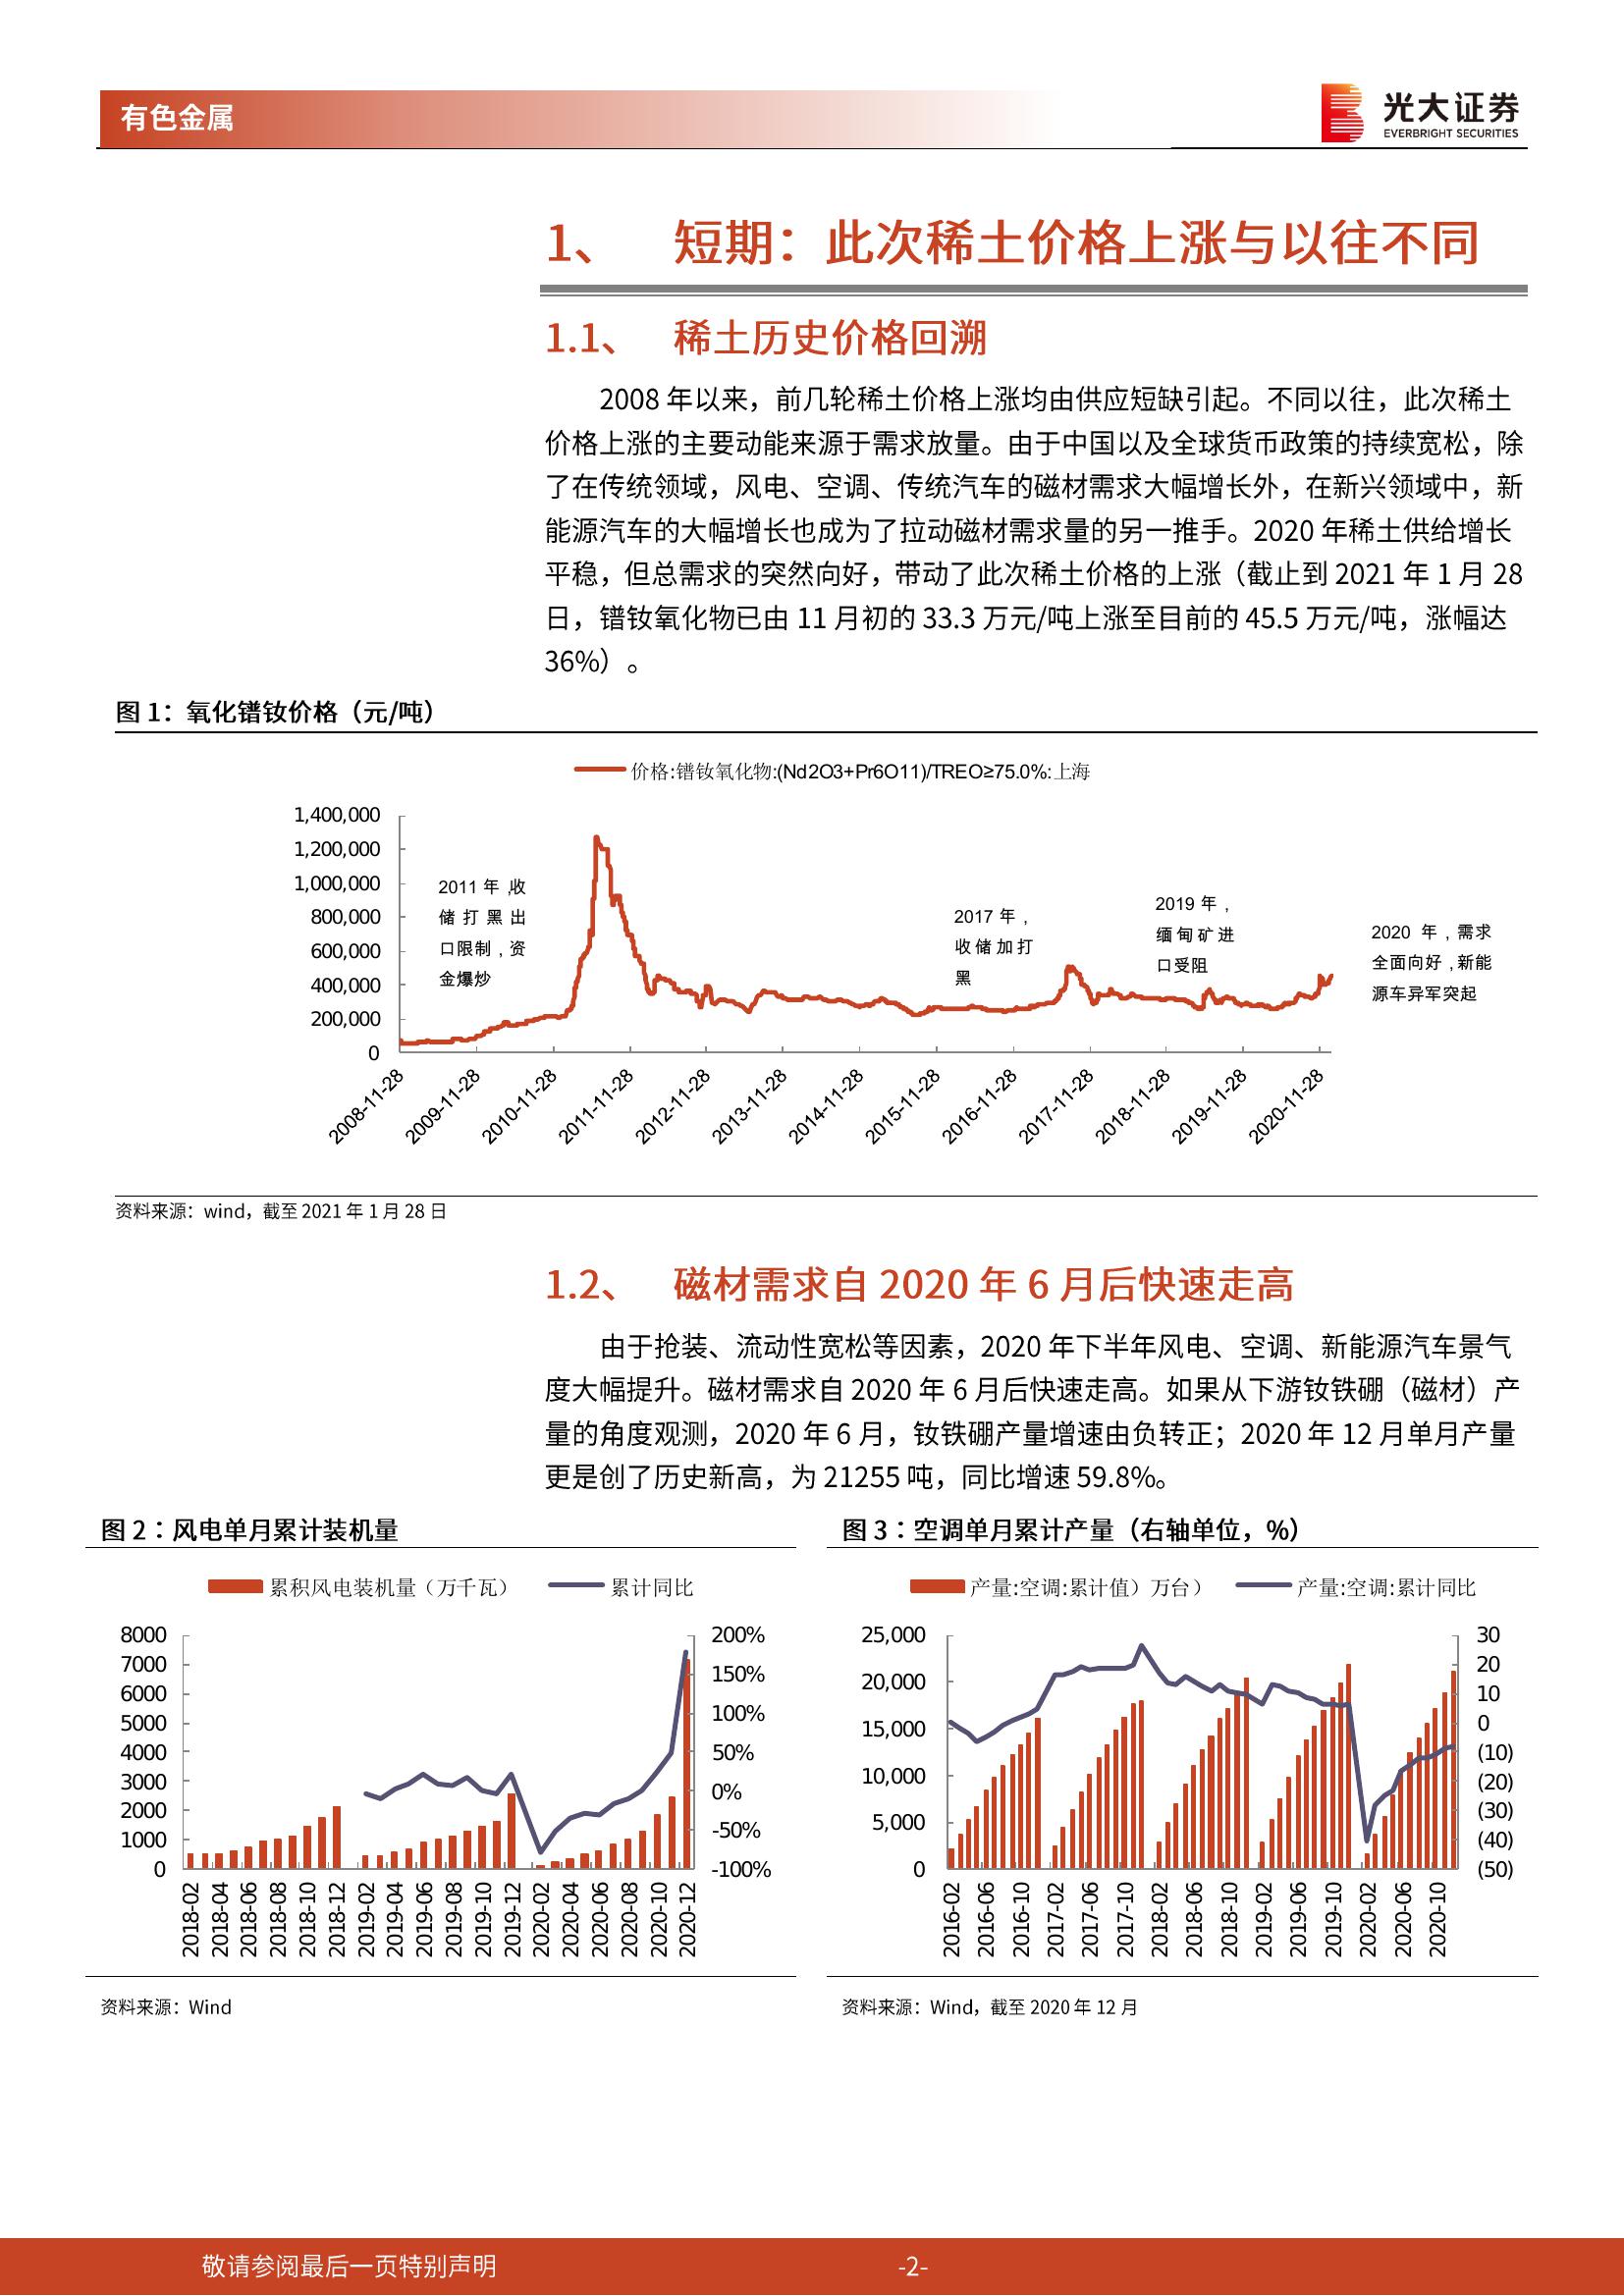 有色金属
光大证券
EVERBRIGHT SECURITIES
1、 短期：此次稀土价格上涨与以往不同
1.1、 稀土历史价格回溯
2008 年以来，前几轮稀土价格上涨均由供应短缺引起。不同以往，此次稀土
价格上涨的主要动能来源于需求放量。由于中国以及全球货币政策的持续宽松，除
了在传统领域，风电、空调、传统汽车的磁材需求大幅增长外，在新兴领域中，新
能源汽车的大幅增长也成为了拉动磁材需求量的另一推手。2020 年稀土供给增长
平稳，但总需求的突然向好，带动了此次稀土价格的上涨（截止到 2021 年 1 月 28
日，镨钕氧化物已由 11 月初的 33.3 万元/吨上涨至目前的 45.5 万元/吨，涨幅达
36%）。
图 1：氧化镨钕价格（元/吨）
价格:镨钕氧化物:(Nd2O3+Pr6O11)/TREO≥75.0%:上海
1,400,000
1,200,000
1,000,000
800,000
600,000
400,000
200,000
0
2011 年，收
储打黑出
口限制，资
金爆炒
2017 年，
收储加打
黑
2019 年，
缅甸矿进
口受阻
2020 年，需求
全面向好，新能
源车异军突起
2008-11-28
2009-11-28
2010-11-28
2011-11-28
2012-11-28
2013-11-28
2014-11-28
2015-11-28
2016-11-28
2017-11-28
2018-11-28
2019-11-28
2020-11-28
资料来源：wind，截至 2021 年 1 月 28 日
1.2、 磁材需求自 2020 年 6 月后快速走高
由于抢装、流动性宽松等因素，2020 年下半年风电、空调、新能源汽车景气
度大幅提升。磁材需求自 2020 年 6 月后快速走高。如果从下游钕铁硼（磁材）产
量的角度观测，2020 年 6 月，钕铁硼产量增速由负转正；2020 年 12 月单月产量
更是创了历史新高，为 21255 吨，同比增速 59.8%。
图 2：风电单月累计装机量
累积风电装机量（万千瓦）
累计同比
8000
7000
6000
5000
4000
3000
2000
1000
0
200%
150%
100%
50%
0%
-50%
-100%
2018-02
2018-04
2018-06
2018-08
2018-10
2018-12
2019-02
2019-04
2019-06
2019-08
2019-10
2019-12
2020-02
2020-04
2020-06
2020-08
2020-10
2020-12
资料来源：Wind
图 3：空调单月累计产量（右轴单位，%）
产量:空调:累计值）万台）
产量:空调:累计同比
25,000
20,000
15,000
10,000
5,000
0
30
20
10
0
(10)
(20)
(30)
(40)
(50)
2016-02
2016-06
2016-10
2017-02
2017-06
2017-10
2018-02
2018-06
2018-10
2019-02
2019-06
2019-10
2020-02
2020-06
2020-10
资料来源：Wind，截至 2020 年 12 月
敬请参阅最后一页特别声明
-2-